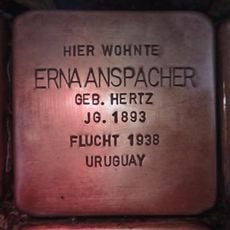 HIER WOHNTE
ERNA ANSPACHER
GEB. HERTZ
JG. 1893
FLUCHT 1938
URUGUAY